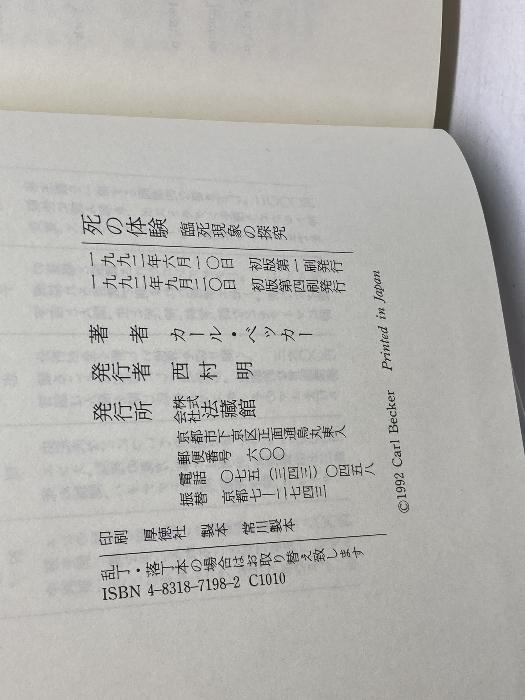 死の体験 臨死現象の探究
一九九二年六月一〇日 初版第一刷発行
一九九二年九月二〇日 初版第四刷発行
著者 カール・ベッカー
発行者 西村 明
発行所 株式会社法藏館
京都市下京区正面通烏丸東入
郵便番号 六〇〇
電話 〇七五(三四三)〇四五八
振替 京都七-二七四三
印刷 厚徳社 製本 常川製本
乱丁・落丁本の場合はお取り替え致します
ISBN 4-8318-7198-2 C1010
©1992 Carl Becker Printed in Japan